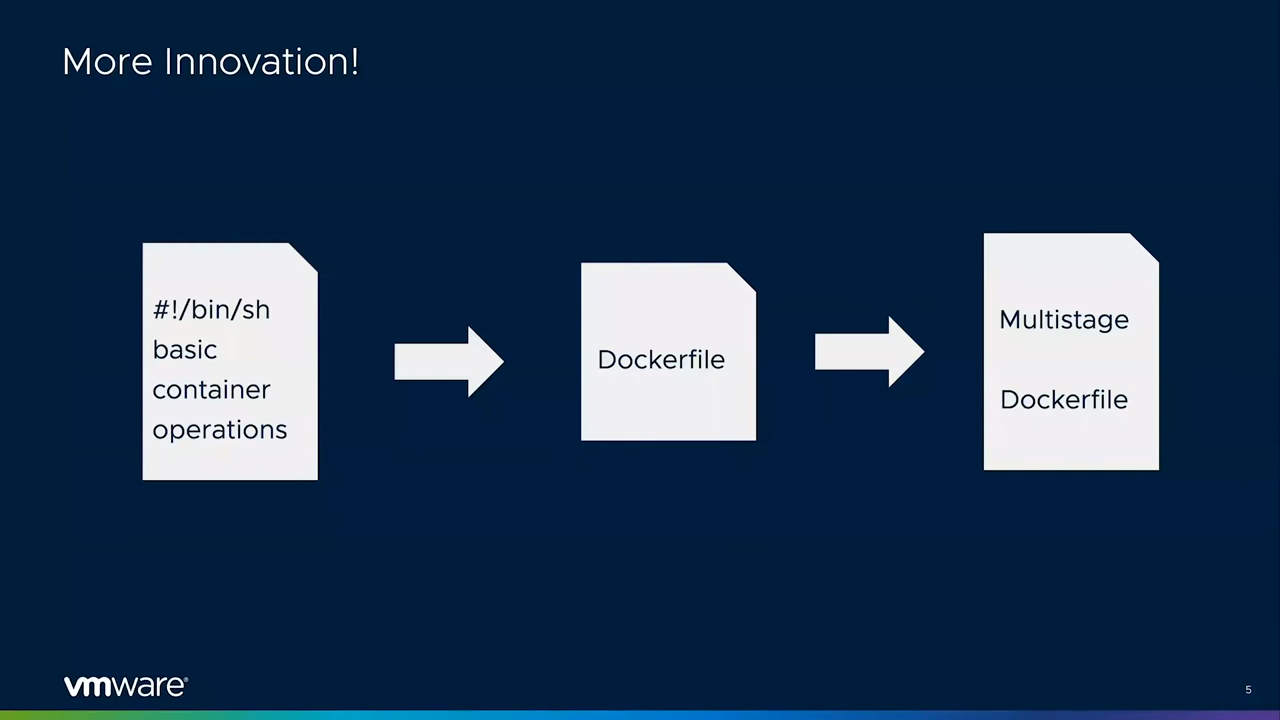 More Innovation!
#!/bin/sh
basic
container
operations
Dockerfile
Multistage
Dockerfile
vmware®
5